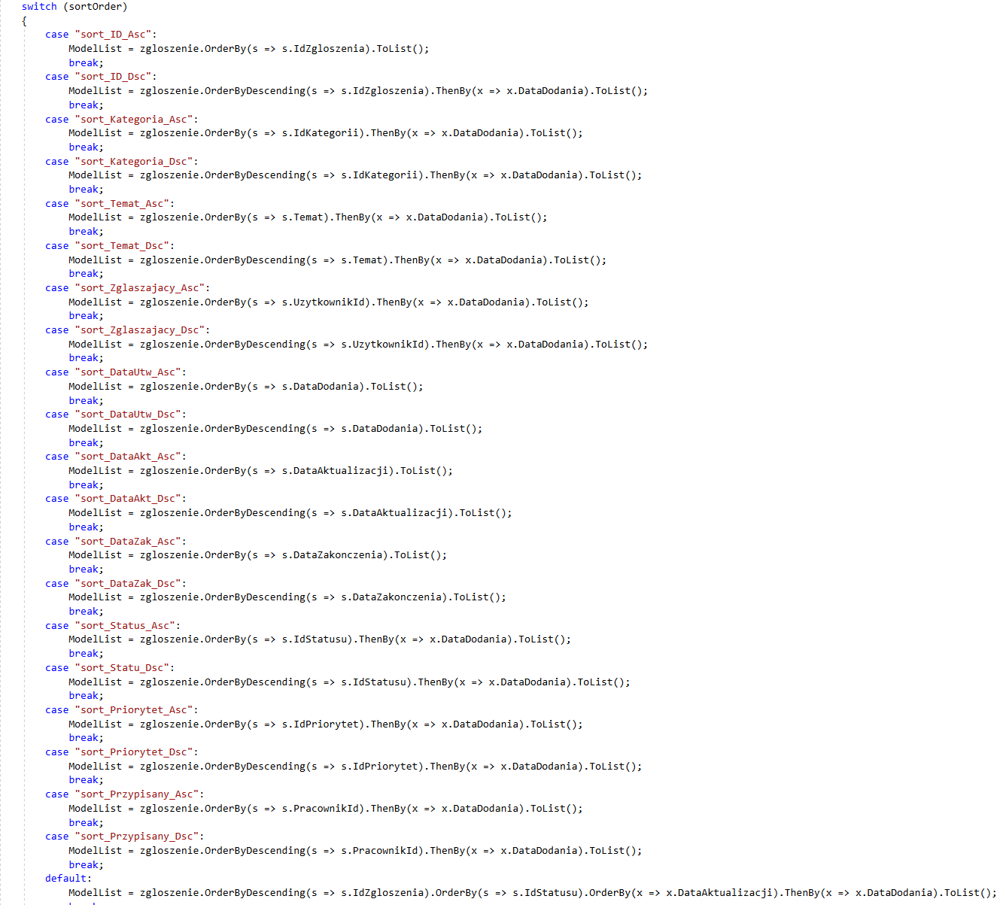 switch (sortOrder)
{
case "sort_ID_Asc":
ModelList = zgloszenie.OrderBy(s => s.IdZgloszenia).ToList();
break;
case "sort_ID_Dsc":
ModelList = zgloszenie.OrderByDescending(s => s.IdZgloszenia).ThenBy(x => x.DataDodania).ToList();
break;
case "sort_Kategoria_Asc":
ModelList = zgloszenie.OrderBy(s => s.IdKategorii).ThenBy(x => x.DataDodania).ToList();
break;
case "sort_Kategoria_Dsc":
ModelList = zgloszenie.OrderByDescending(s => s.IdKategorii).ThenBy(x => x.DataDodania).ToList();
break;
case "sort_Temat_Asc":
ModelList = zgloszenie.OrderBy(s => s.Temat).ThenBy(x => x.DataDodania).ToList();
break;
case "sort_Temat_Dsc":
ModelList = zgloszenie.OrderByDescending(s => s.Temat).ThenBy(x => x.DataDodania).ToList();
break;
case "sort_Zglaszajacy_Asc":
ModelList = zgloszenie.OrderBy(s => s.UzytkownikId).ThenBy(x => x.DataDodania).ToList();
break;
case "sort_Zglaszajacy_Dsc":
ModelList = zgloszenie.OrderByDescending(s => s.UzytkownikId).ThenBy(x => x.DataDodania).ToList();
break;
case "sort_DataUtw_Asc":
ModelList = zgloszenie.OrderBy(s => s.DataDodania).ToList();
break;
case "sort_DataUtw_Dsc":
ModelList = zgloszenie.OrderByDescending(s => s.DataDodania).ToList();
break;
case "sort_DataAkt_Asc":
ModelList = zgloszenie.OrderBy(s => s.DataAktualizacji).ToList();
break;
case "sort_DataAkt_Dsc":
ModelList = zgloszenie.OrderByDescending(s => s.DataAktualizacji).ToList();
break;
case "sort_DataZak_Asc":
ModelList = zgloszenie.OrderBy(s => s.DataZakonczenia).ToList();
break;
case "sort_DataZak_Dsc":
ModelList = zgloszenie.OrderByDescending(s => s.DataZakonczenia).ToList();
break;
case "sort_Status_Asc":
ModelList = zgloszenie.OrderBy(s => s.IdStatusu).ThenBy(x => x.DataDodania).ToList();
break;
case "sort_Statu_Dsc":
ModelList = zgloszenie.OrderByDescending(s => s.IdStatusu).ThenBy(x => x.DataDodania).ToList();
break;
case "sort_Priorytet_Asc":
ModelList = zgloszenie.OrderBy(s => s.IdPriorytet).ThenBy(x => x.DataDodania).ToList();
break;
case "sort_Priorytet_Dsc":
ModelList = zgloszenie.OrderByDescending(s => s.IdPriorytet).ThenBy(x => x.DataDodania).ToList();
break;
case "sort_Przypisany_Asc":
ModelList = zgloszenie.OrderBy(s => s.PracownikId).ThenBy(x => x.DataDodania).ToList();
break;
case "sort_Przypisany_Dsc":
ModelList = zgloszenie.OrderByDescending(s => s.PracownikId).ThenBy(x => x.DataDodania).ToList();
break;
default:
ModelList = zgloszenie.OrderByDescending(s => s.IdZgloszenia).OrderBy(s => s.IdStatusu).OrderBy(x => x.DataAktualizacji).ThenBy(x => x.DataDodania).ToList();